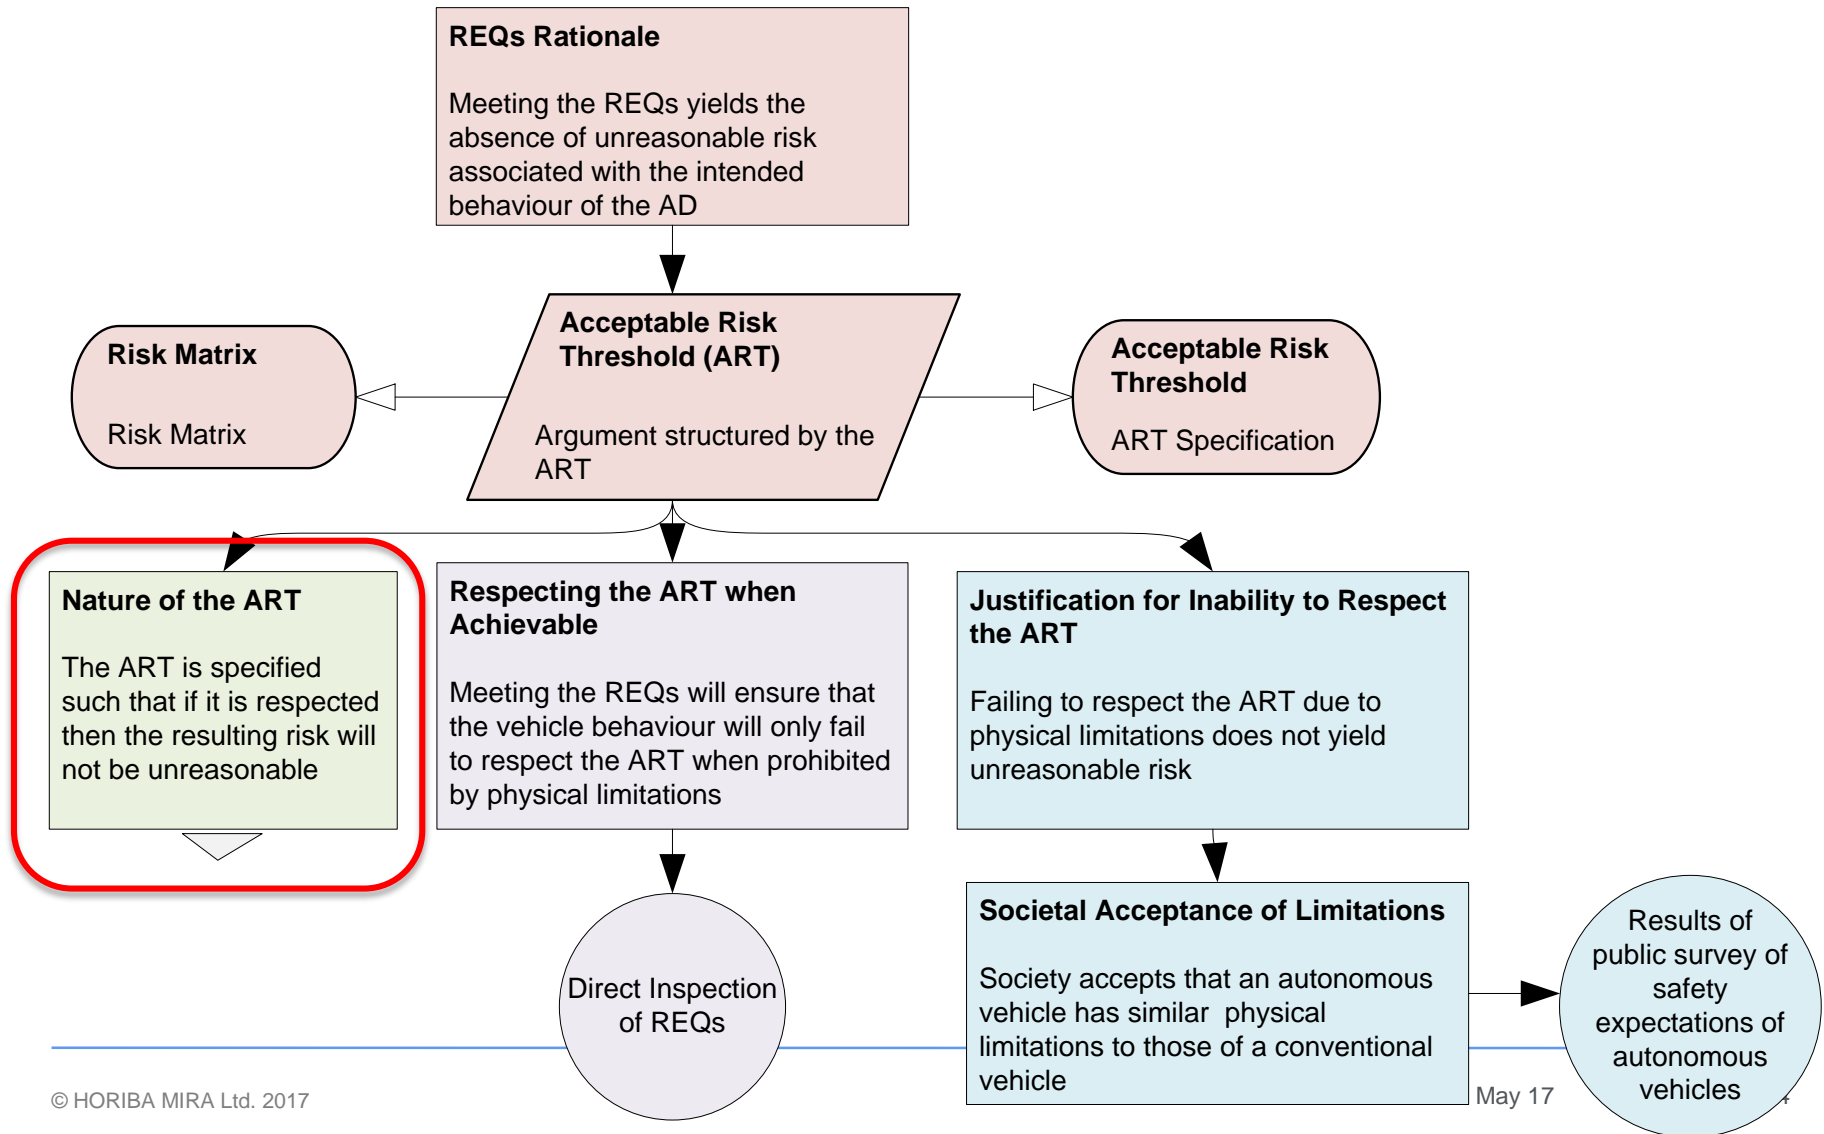 REQs Rationale
Meeting the REQs yields the
absence of unreasonable risk
associated with the intended
behaviour of the AD
Risk Matrix
Risk Matrix
Acceptable Risk
Threshold (ART)
Argument structured by the
ART
Acceptable Risk
Threshold
ART Specification
Nature of the ART
The ART is specified
such that if it is respected
then the resulting risk will
not be unreasonable
Respecting the ART when
Achievable
Meeting the REQs will ensure that
the vehicle behaviour will only fail
to respect the ART when prohibited
by physical limitations
Justification for Inability to Respect
the ART
Failing to respect the ART due to
physical limitations does not yield
unreasonable risk
Direct Inspection
of REQs
Societal Acceptance of Limitations
Society accepts that an autonomous
vehicle has similar physical
limitations to those of a conventional
vehicle
Results of
public survey of
safety
expectations of
autonomous
vehicles
© HORIBA MIRA Ltd. 2017
May 17